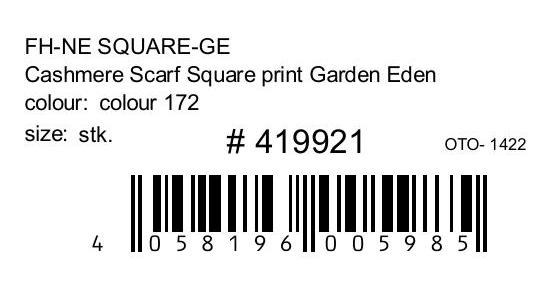 FH-NE SQUARE-GE
Cashmere Scarf Square print Garden Eden
colour: colour 172
size: stk.
# 419921
OTO- 1422
4 058196 005985